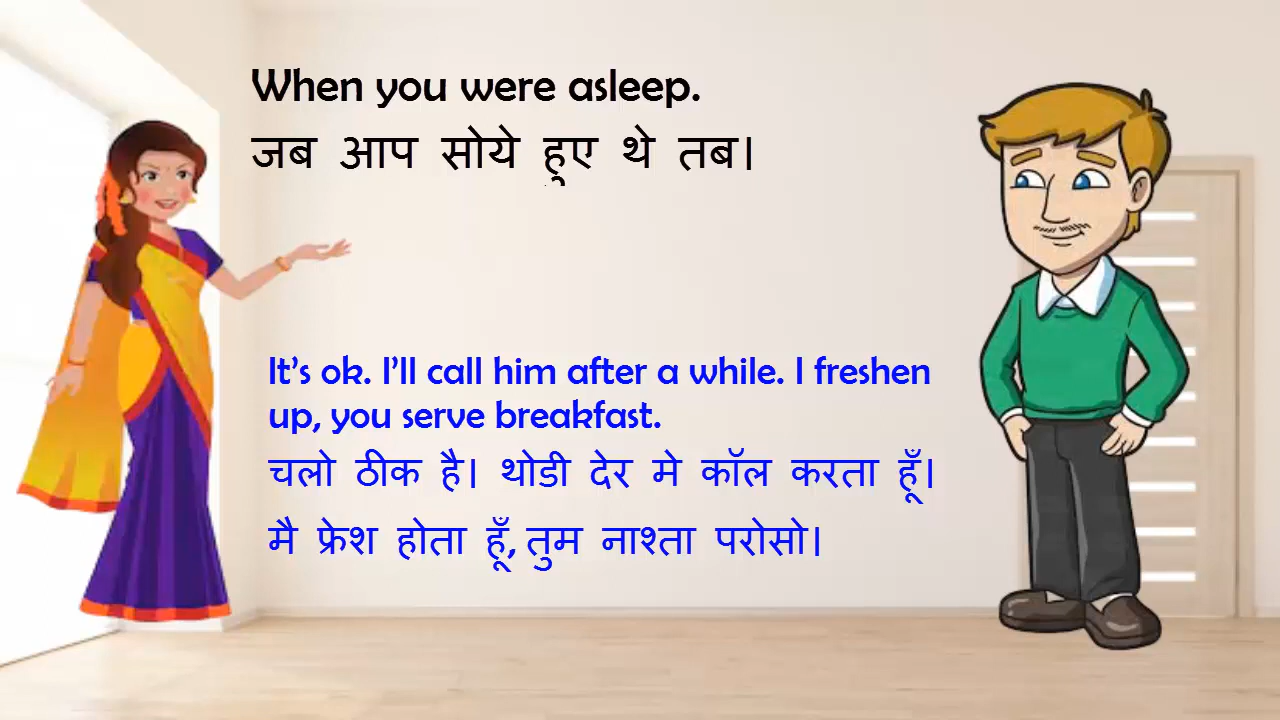 When you were asleep.
जब आप सोये हुए थे तब।
It's ok. I'll call him after a while. I freshen
up, you serve breakfast.
चलो ठीक है। थोडी देर मे कॉल करता हूँ।
मै फ्रेश होता हूँ, तुम नाश्ता परोसो।